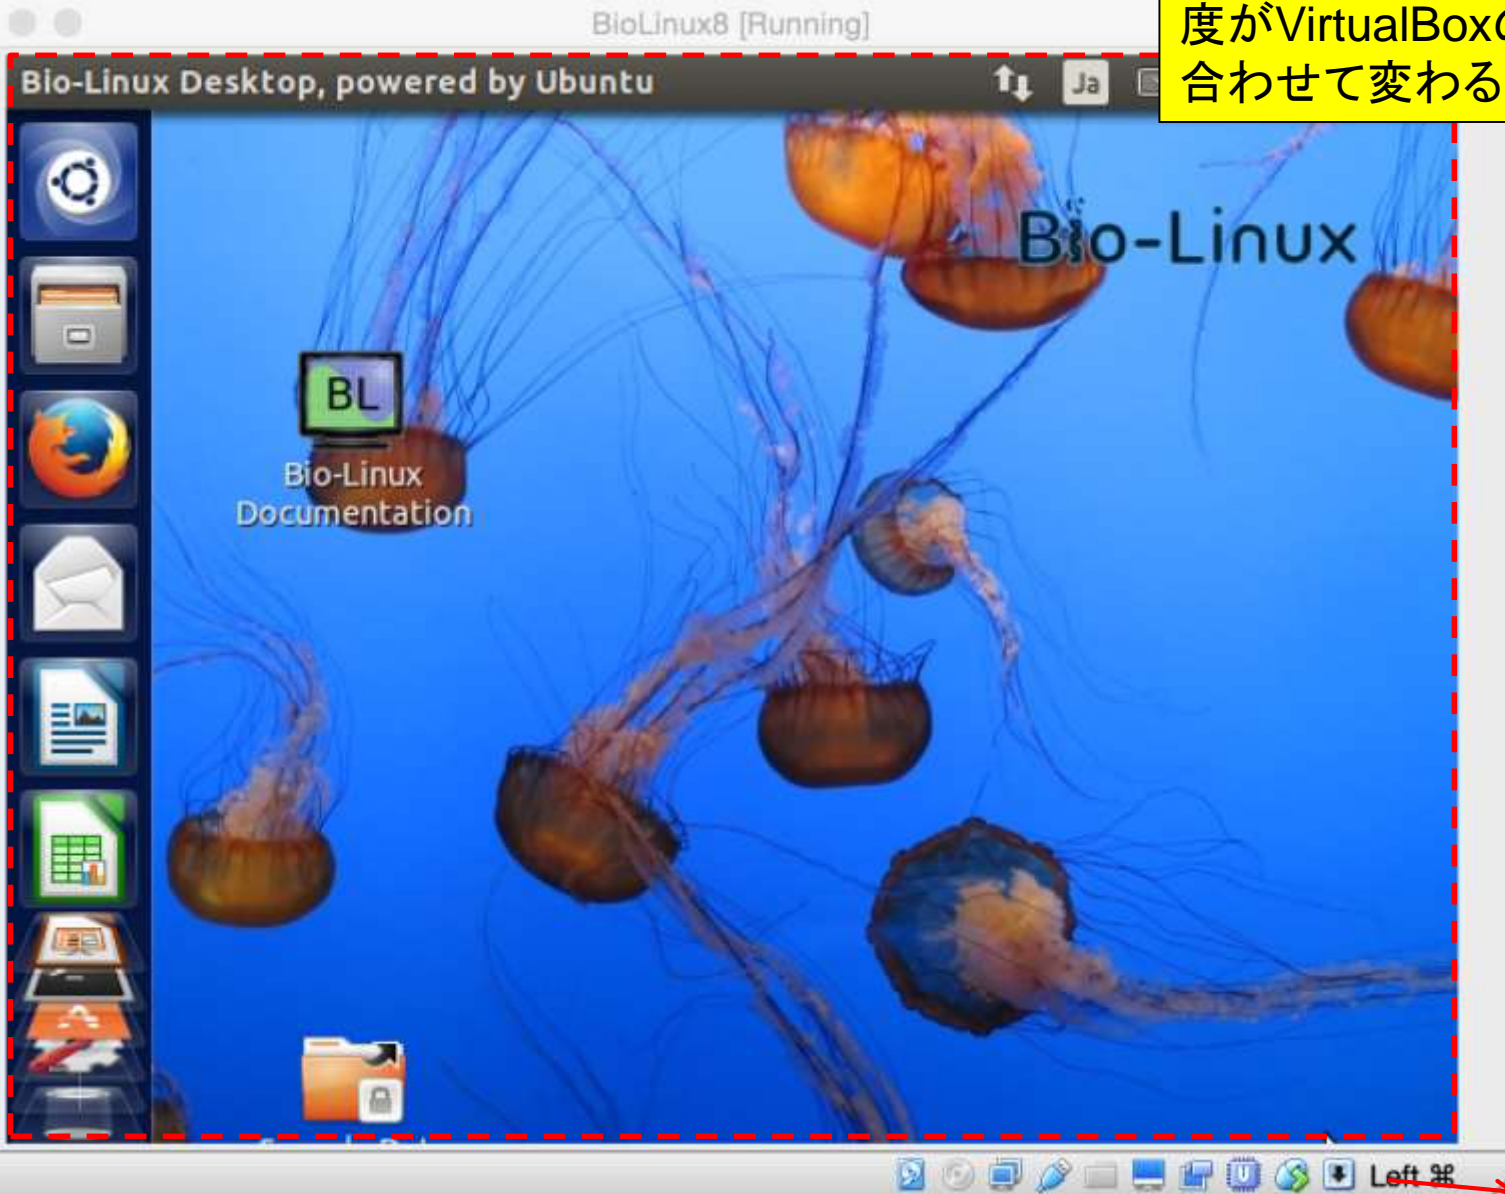 BioLinux8 [Running]
度がVirtualBox
合わせて変わる
Bio-Linux Desktop, powered by Ubuntu
Ja
Bio-Linux
BL
Bio-Linux
Documentation
Left ⌘